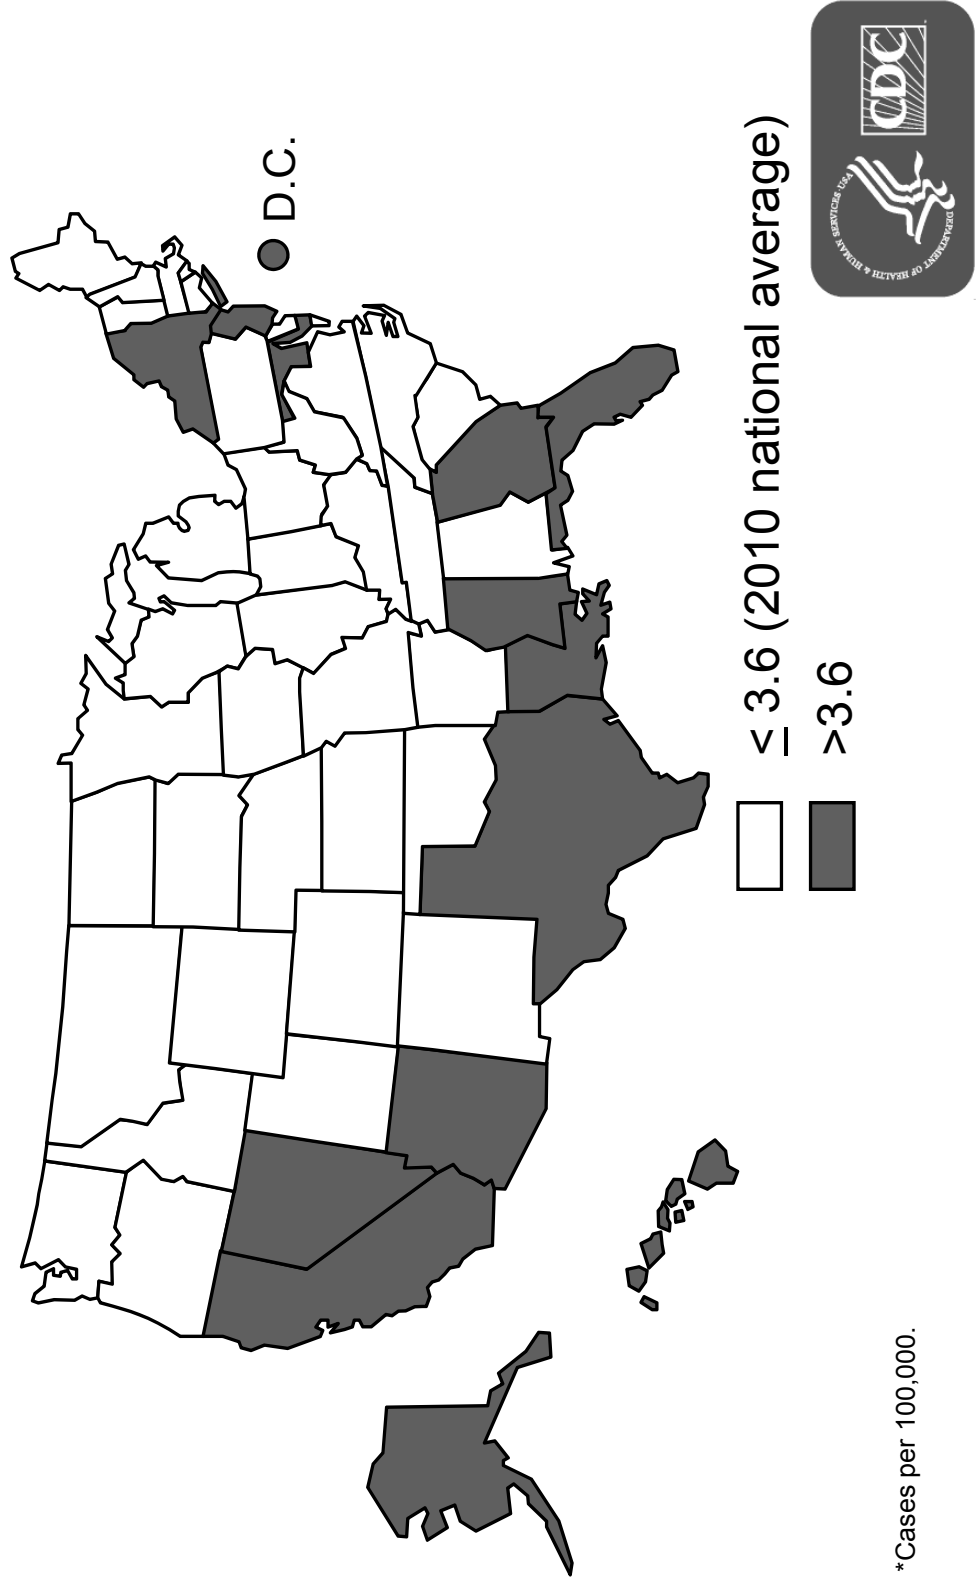 D.C.
≤ 3.6 (2010 national average)
>3.6
*Cases per 100,000.
DEPARTMENT OF HEALTH & HUMAN SERVICES·USA
CDC